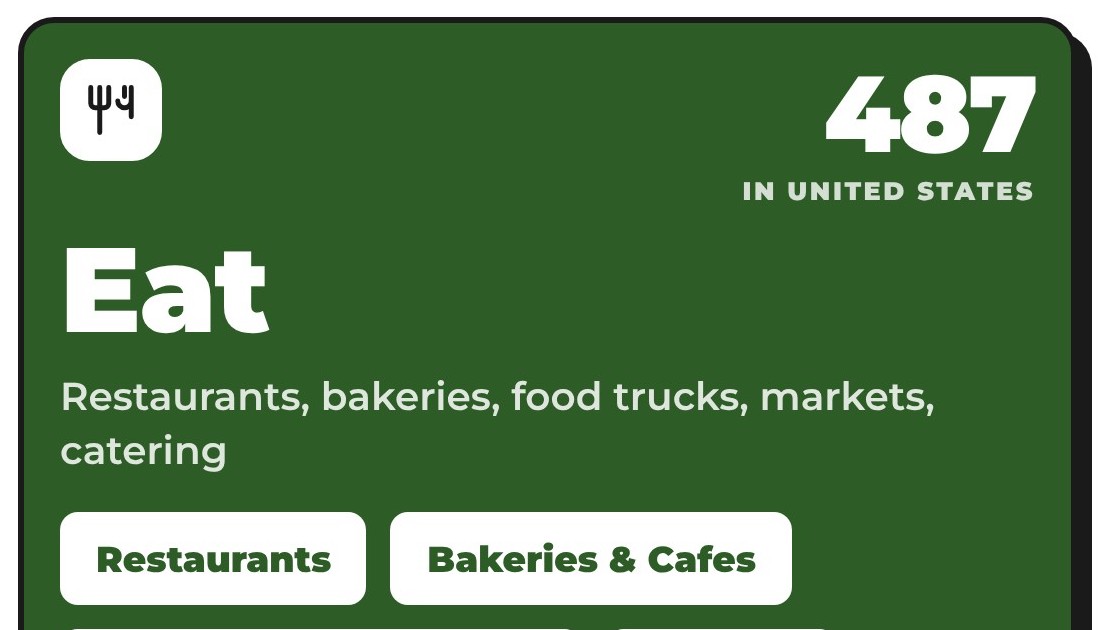 487
IN UNITED STATES
Eat
Restaurants, bakeries, food trucks, markets,
catering
Restaurants
Bakeries & Cafes